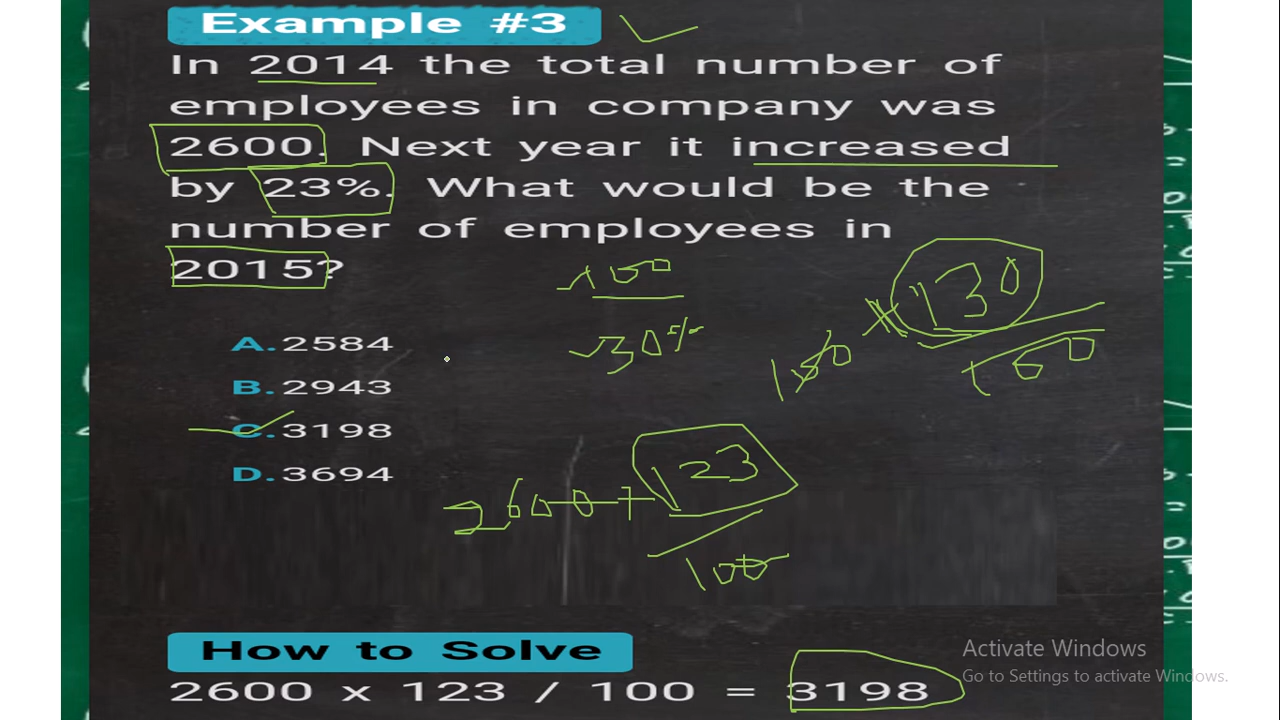 Example #3
In 2014 the total number of
employees in company was
2600. Next year it increased
by 23%. What would be the
number of employees in
2015?
100
30%
130
100
100
A. 2584
B. 2943
C. 3198
D. 3694
123
2600
100
How to Solve
2600 x 123 / 100 = 3198
Activate Windows
Go to Settings to activate Windows.